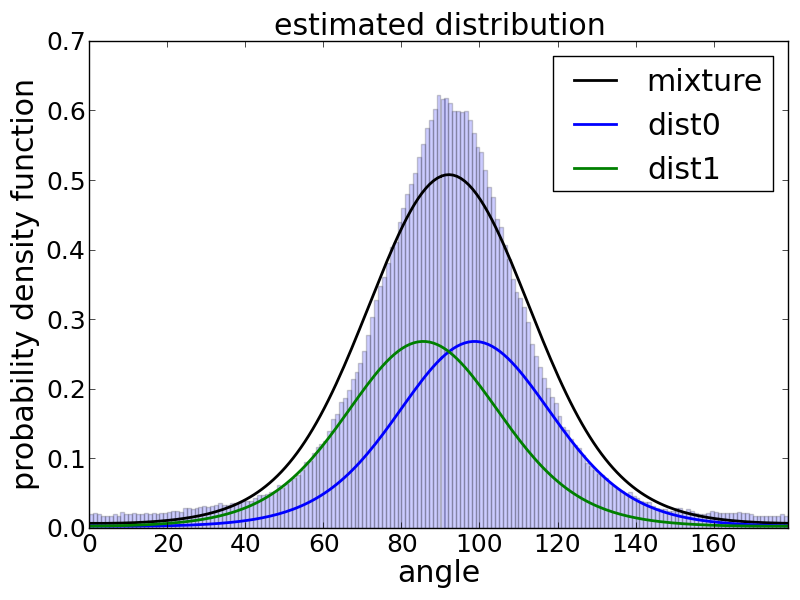 estimated distribution
0.7
0.6
0.5
0.4
0.3
0.2
0.1
0.0
probability density function
mixture
dist0
dist1
0 20 40 60 80 100 120 140 160
angle